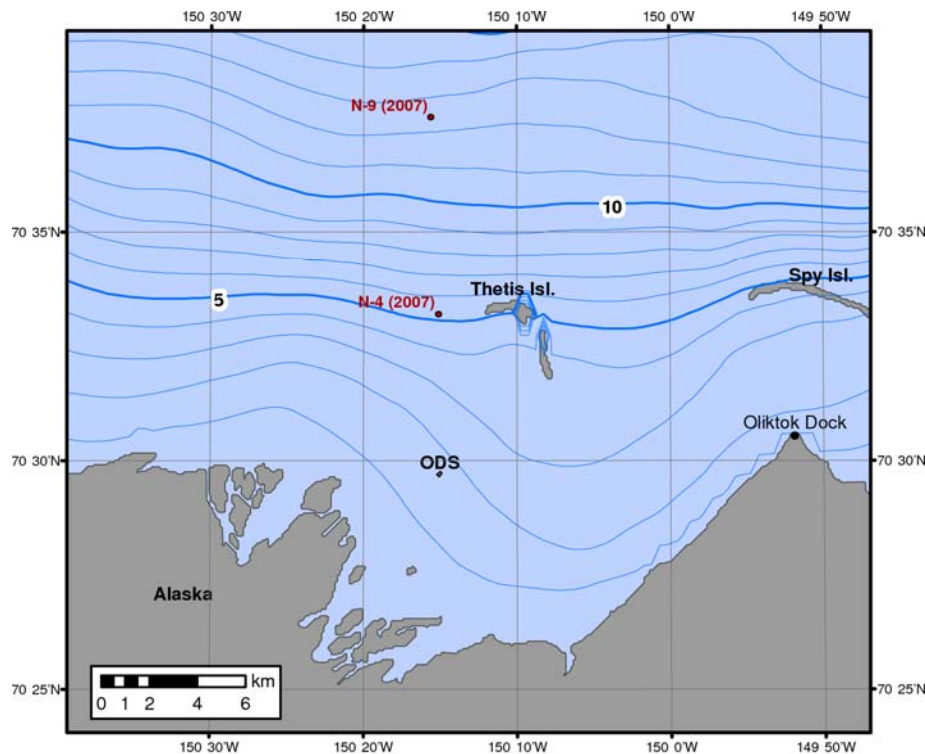 150 30'W 150 20'W 150 10'W 150 0'W 149 50'W
N-9 (2007)
10
70 35'N 70 35'N
Spy Isl.
Thetis Isl.
5
N-4 (2007)
Oliktok Dock
ODS
70 30'N 70 30'N
Alaska
km
0 1 2 4 6
70 25'N 70 25'N
150 30'W 150 20'W 150 10'W 150 0'W 149 50'W